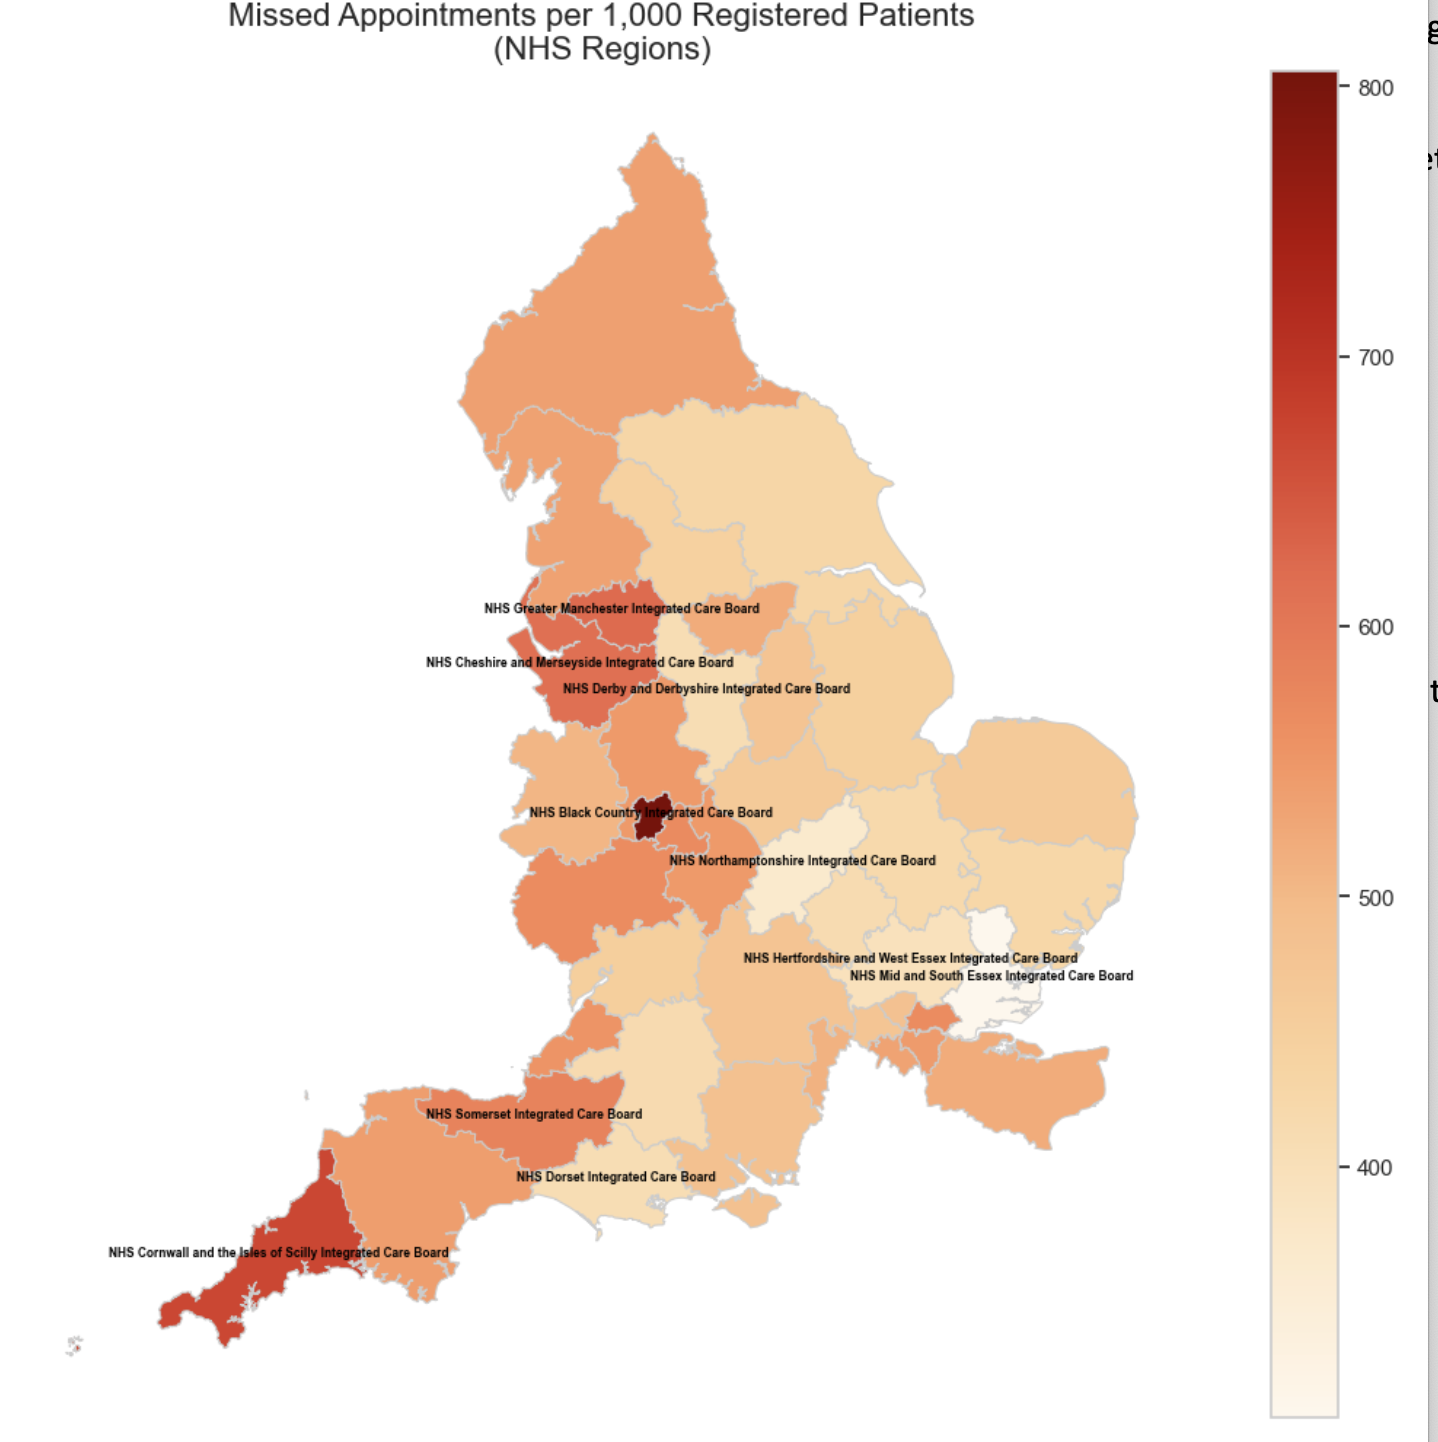 Missed Appointments per 1,000 Registered Patients
(NHS Regions)
800
700
600
500
400
NHS Greater Manchester Integrated Care Board
NHS Cheshire and Merseyside Integrated Care Board
NHS Derby and Derbyshire Integrated Care Board
NHS Black Country Integrated Care Board
NHS Northamptonshire Integrated Care Board
NHS Hertfordshire and West Essex Integrated Care Board
NHS Mid and South Essex Integrated Care Board
NHS Somerset Integrated Care Board
NHS Dorset Integrated Care Board
NHS Cornwall and the Isles of Scilly Integrated Care Board